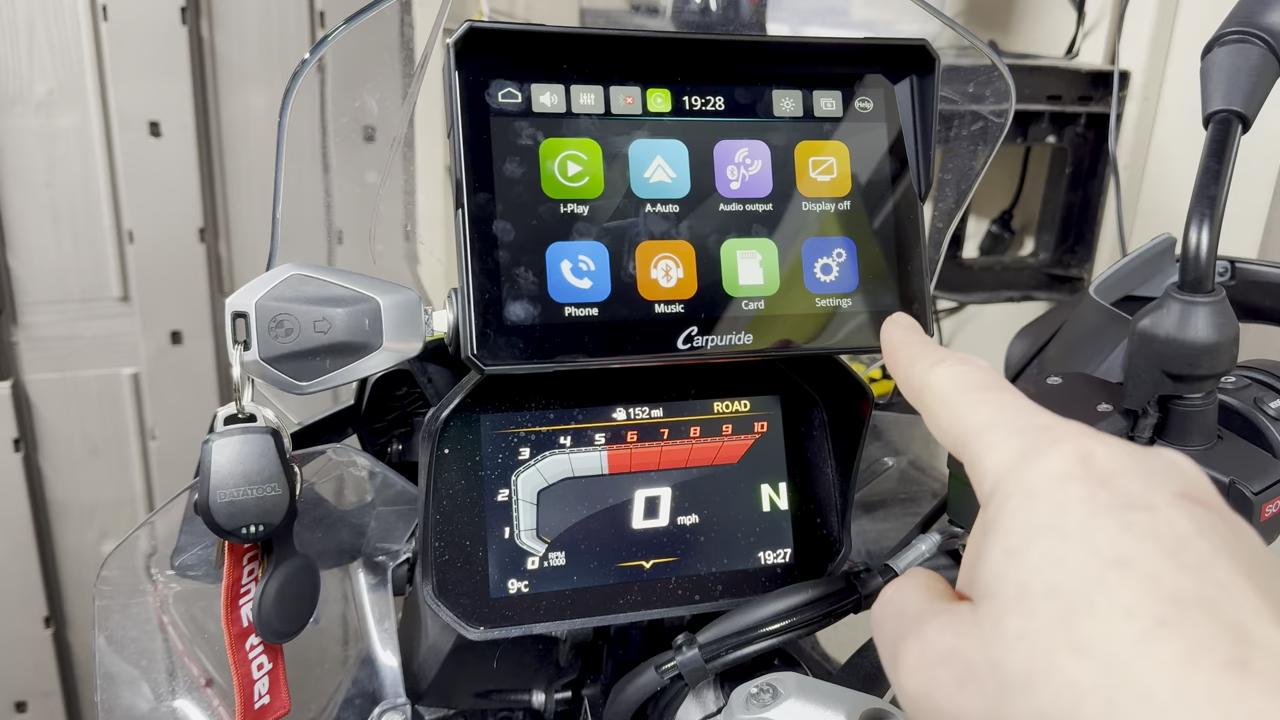 19:28
Help
i-Play
A-Auto
Audio output
Display off
Phone
Music
Card
Settings
Carpuride
152 mi
ROAD
3 4 5 6 7 8 9 10
2
1
0
RPM
x1000
0 mph
N
9°C
19:27
DATATOOL
Rider